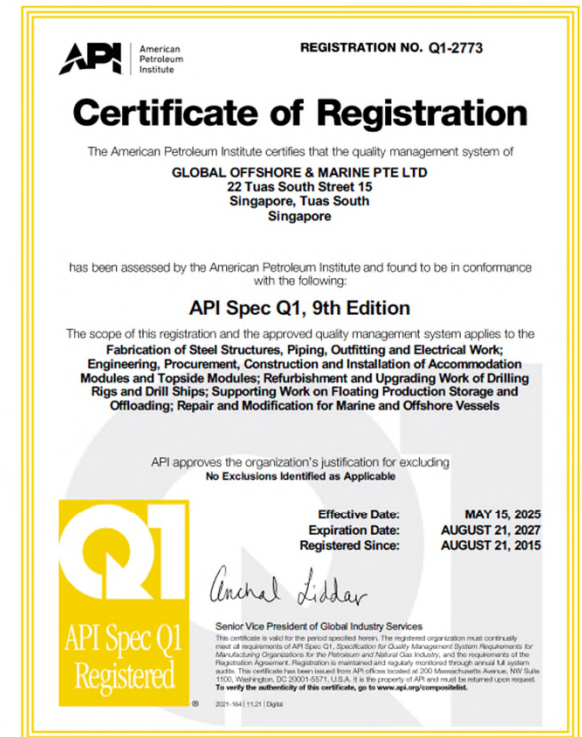 API
American
Petroleum
Institute
REGISTRATION NO. Q1-2773
Certificate of Registration
The American Petroleum Institute certifies that the quality management system of
GLOBAL OFFSHORE & MARINE PTE LTD
22 Tuas South Street 15
Singapore, Tuas South
Singapore
has been assessed by the American Petroleum Institute and found to be in conformance
with the following:
API Spec Q1, 9th Edition
The scope of this registration and the approved quality management system applies to the
Fabrication of Steel Structures, Piping, Outfitting and Electrical Work;
Engineering, Procurement, Construction and Installation of Accommodation
Modules and Topside Modules; Refurbishment and Upgrading Work of Drilling
Rigs and Drill Ships; Supporting Work on Floating Production Storage and
Offloading; Repair and Modification for Marine and Offshore Vessels
API approves the organization's justification for excluding
No Exclusions Identified as Applicable
Effective Date: MAY 15, 2025
Expiration Date: AUGUST 21, 2027
Registered Since: AUGUST 21, 2015
Anchal Liddar
Senior Vice President of Global Industry Services
This certificate is valid for the period specified herein. The registered organization must continually
meet all requirements of API Spec Q1, Specification for Quality Management System Requirements for
Manufacturing Organizations for the Petroleum and Natural Gas Industry, and the requirements of the
Registration Agreement. Registration is maintained and regularly monitored through annual full system
audits. This certificate has been issued from API offices located at 200 Massachusetts Avenue, NW Suite
1100, Washington, DC 20001-5571, U.S.A. It is the property of API and must be returned upon request.
To verify the authenticity of this certificate, go to www.api.org/compositelist.
Q1
API Spec Q1
Registered
®
2021-164 | 11.21 | Digital